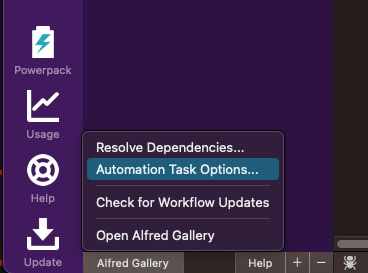 Powerpack
Usage
Help
Update
Resolve Dependencies...
Automation Task Options...
Check for Workflow Updates
Open Alfred Gallery
Alfred Gallery
Help
+
−